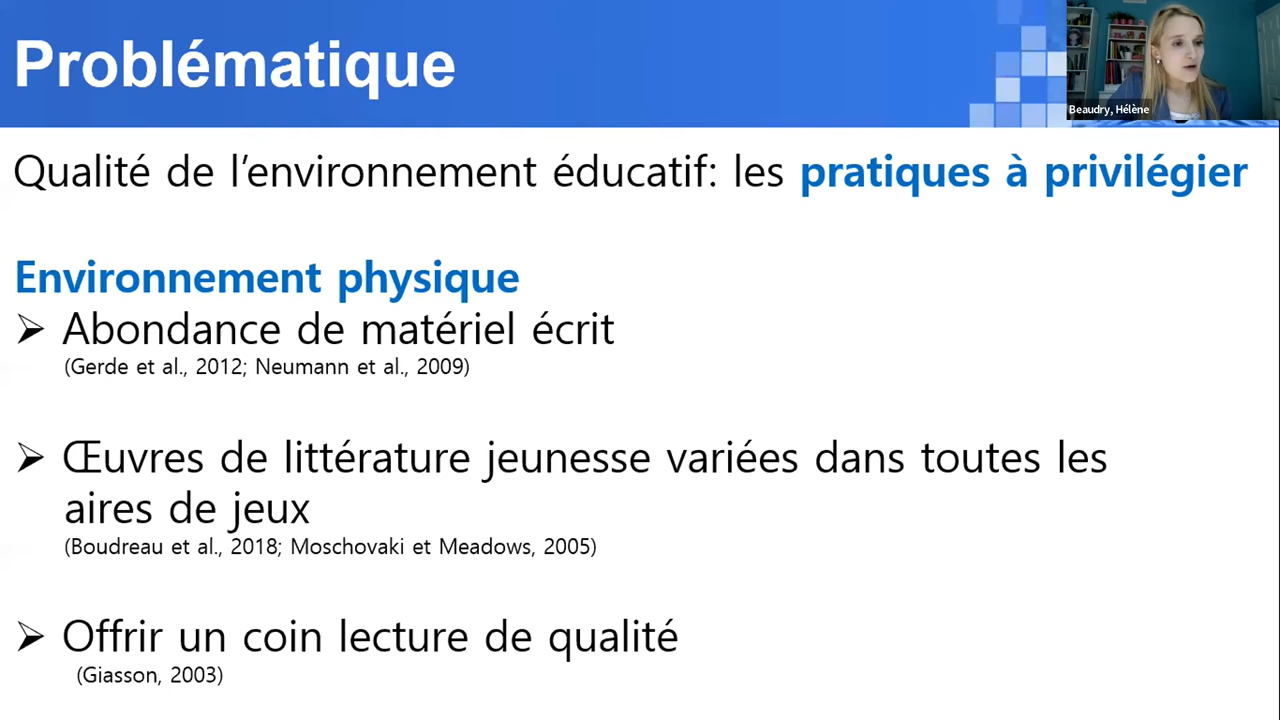 Problématique
Beaudry, Hélène
Qualité de l'environnement éducatif: les pratiques à privilégier
Environnement physique
➢ Abondance de matériel écrit
(Gerde et al., 2012; Neumann et al., 2009)
➢ Œuvres de littérature jeunesse variées dans toutes les
aires de jeux
(Boudreau et al., 2018; Moschovaki et Meadows, 2005)
➢ Offrir un coin lecture de qualité
(Giasson, 2003)